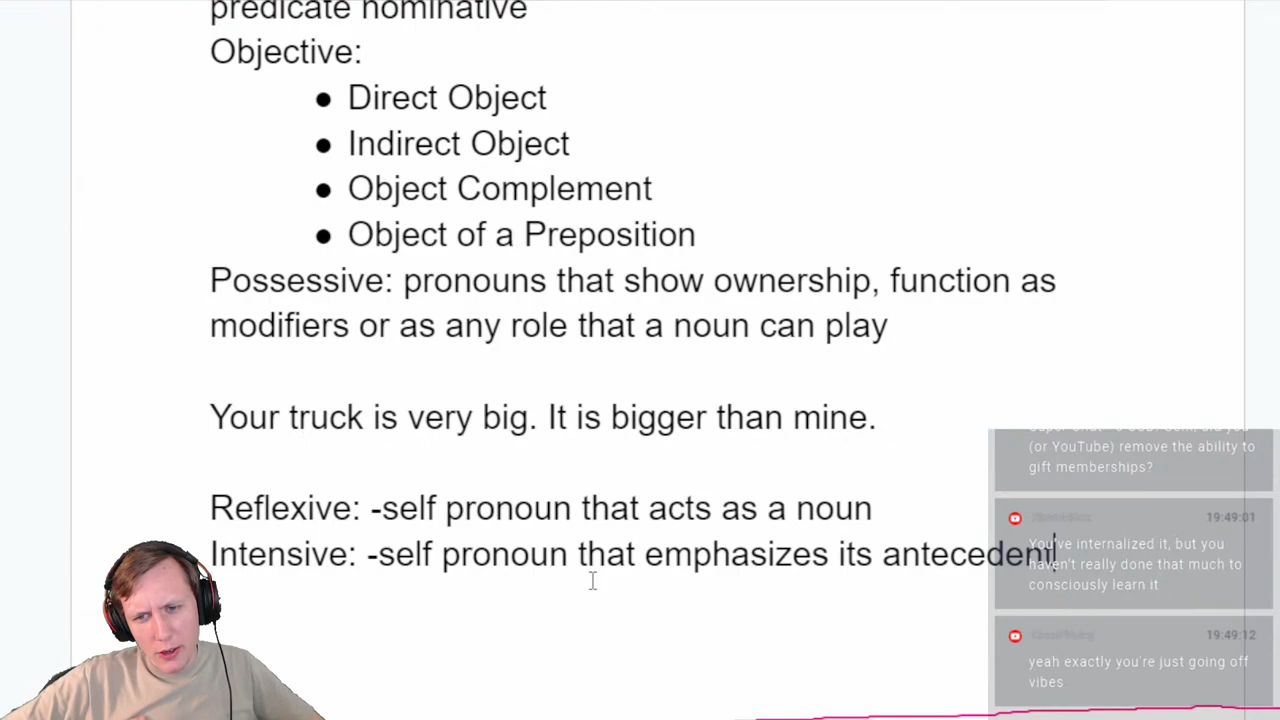 predicate nominative
Objective:
● Direct Object
● Indirect Object
● Object Complement
● Object of a Preposition
Possessive: pronouns that show ownership, function as
modifiers or as any role that a noun can play
Your truck is very big. It is bigger than mine.
Reflexive: -self pronoun that acts as a noun
Intensive: -self pronoun that emphasizes its antecedent
(or YouTube) remove the ability to
gift memberships?
19:49:01
You've internalized it, but you
haven't really done that much to
consciously learn it
19:49:12
yeah exactly you're just going off
vibes